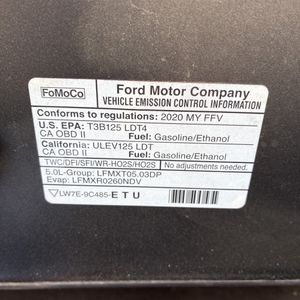 FoMoCo
Ford Motor Company
VEHICLE EMISSION CONTROL INFORMATION
Conforms to regulations: 2020 MY FFV
U.S. EPA: T3B125 LDT4
CA OBD II Fuel: Gasoline/Ethanol
California: ULEV125 LDT
CA OBD II Fuel: Gasoline/Ethanol
TWC/DFI/SFI/WR-HO2S/HO2S No adjustments needed.
5.0L-Group: LFMXT05.03DP
Evap: LFMXR0260NDV
LW7E-9C485-ETU